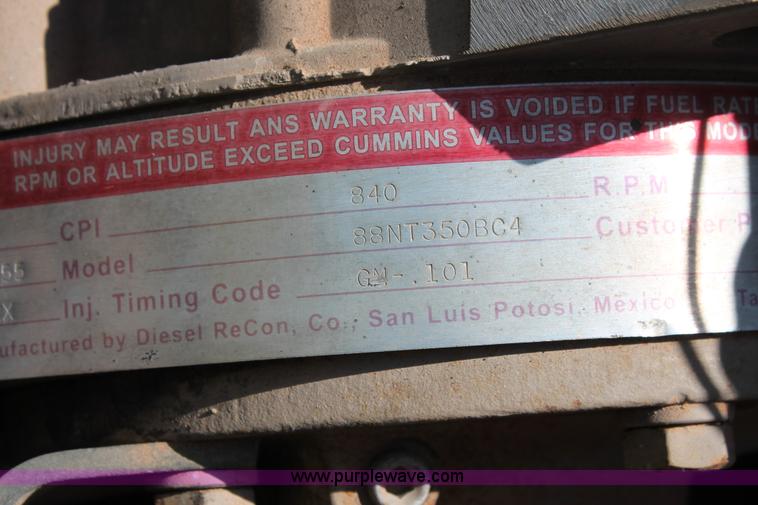 INJURY MAY RESULT ANS WARRANTY IS VOIDED IF FUEL RAT
RPM OR ALTITUDE EXCEED CUMMINS VALUES FOR THIS MOD
CPI 840 R.P.M
55 Model 88NT350BC4 Customer P
X Inj. Timing Code GM-.101
ufactured by Diesel ReCon, Co., San Luis Potosi, Mexico Ta
www.purplewave.com